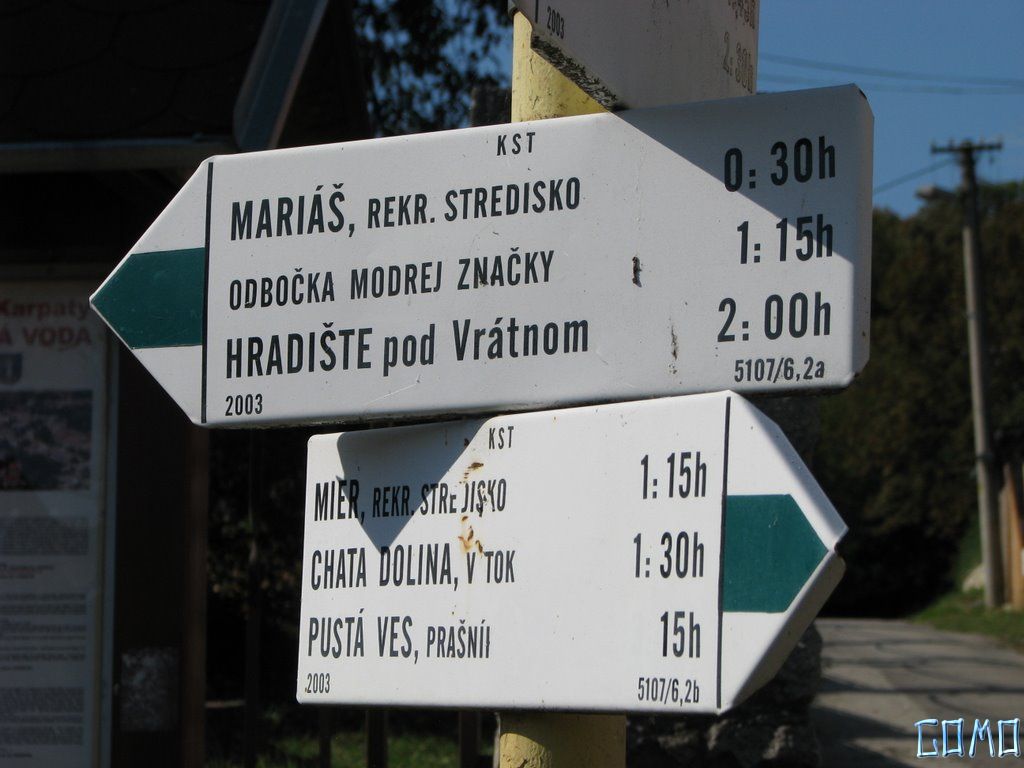 2003
KST
MARIÁŠ, REKR. STREDISKO 0:30h
ODBOČKA MODREJ ZNAČKY 1:15h
HRADIŠTE pod Vrátnom 2:00h
2003 5107/6,2a
KST
MIER, REKR. STREDISKO 1:15h
CHATA DOLINA, V TOK 1:30h
PUSTÁ VES, 15h
2003 5107/6,2b
Karpaty
VODA
GOMO